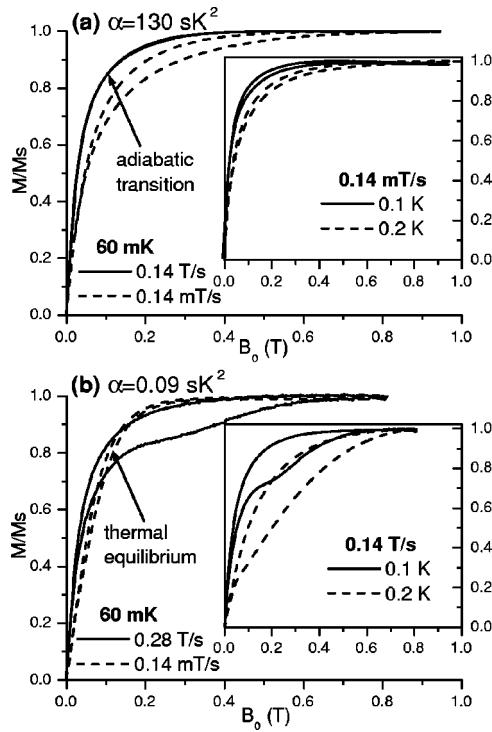 (a) α=130 sK²
1.0
0.8
0.6
0.4
0.2
0.0
M/Ms
adiabatic
transition
60 mK
0.14 T/s
0.14 mT/s
1.0
0.8
0.6
0.4
0.2
0.0
0.14 mT/s
0.1 K
0.2 K
0.0 0.2 0.4 0.6 0.8 1.0
0.0 0.2 0.4 0.6 0.8 1.0
B₀ (T)
(b) α=0.09 sK²
1.0
0.8
0.6
0.4
0.2
0.0
M/Ms
thermal
equilibrium
60 mK
0.28 T/s
0.14 mT/s
1.0
0.8
0.6
0.4
0.2
0.0
0.14 T/s
0.1 K
0.2 K
0.0 0.2 0.4 0.6 0.8 1.0
0.0 0.2 0.4 0.6 0.8 1.0
B₀ (T)